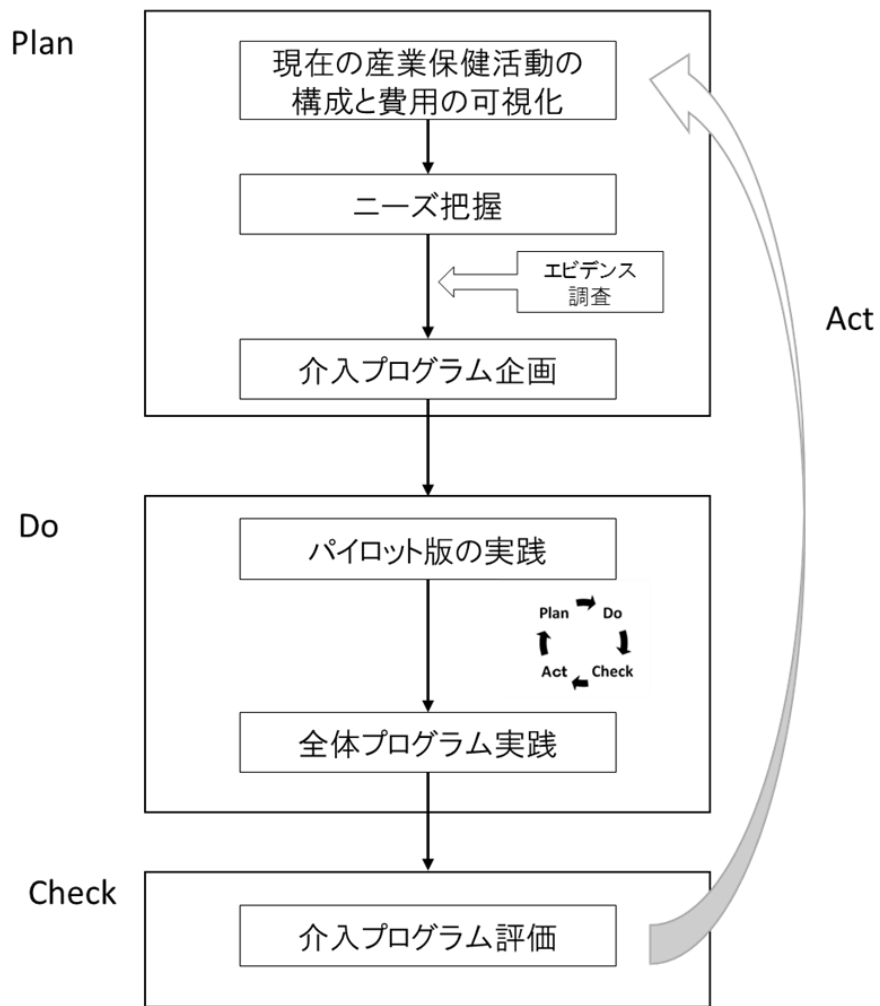 Plan
現在の産業保健活動の
構成と費用の可視化
ニーズ把握
エビデンス
調査
介入プログラム企画
Act
Do
パイロット版の実践
Plan
Do
Act
Check
全体プログラム実践
Check
介入プログラム評価